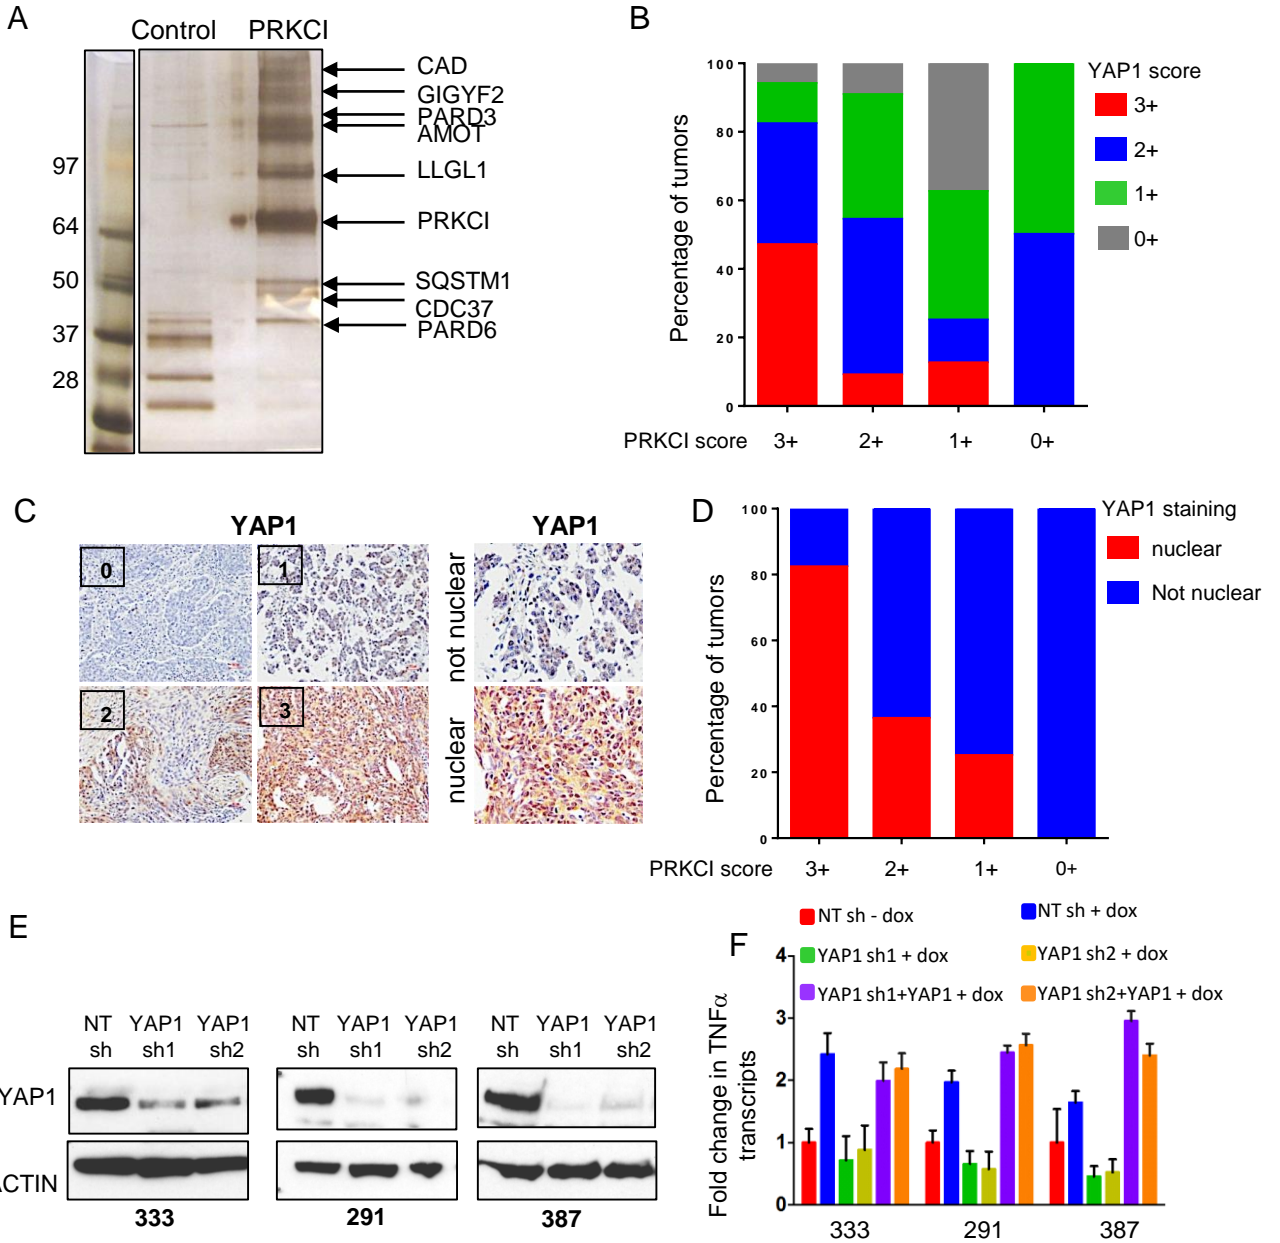 A
Control PRKCI
CAD
GIGYF2
PARD3
AMOT
LLGL1
PRKCI
SQSTM1
CDC37
PARD6
97
64
50
37
28
B
YAP1 score
3+
2+
1+
0+
Percentage of tumors
100
80
60
40
20
0
PRKCI score 3+ 2+ 1+ 0+
C
YAP1 YAP1
0 1
2 3
not nuclear
nuclear
D
YAP1 staining
nuclear
Not nuclear
Percentage of tumors
100
80
60
40
20
0
PRKCI score 3+ 2+ 1+ 0+
E
NT YAP1 YAP1 NT YAP1 YAP1 NT YAP1 YAP1
sh sh1 sh2 sh sh1 sh2 sh sh1 sh2
YAP1
ACTIN
333 291 387
F
NT sh - dox NT sh + dox
YAP1 sh1 + dox YAP1 sh2 + dox
YAP1 sh1+YAP1 + dox YAP1 sh2+YAP1 + dox
Fold change in TNFα
transcripts
4
3
2
1
0
333 291 387